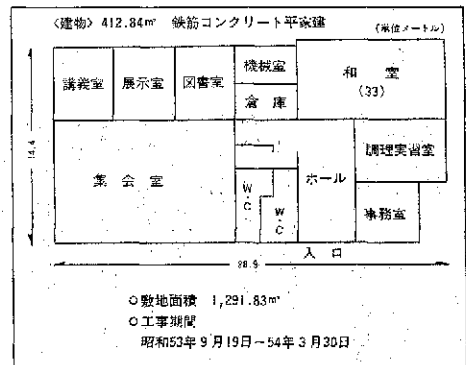 〈建物〉 412.84㎡ 鉄筋コンクリート平家建
(単位メートル)
講義室
展示室
図書室
機械室
倉庫
和室
(33)
14.4
集会室
W・C
W・C
ホール
調理実習室
事務室
入口
○敷地面積 1,291.83㎡
○工事期間
昭和53年9月19日~54年3月30日